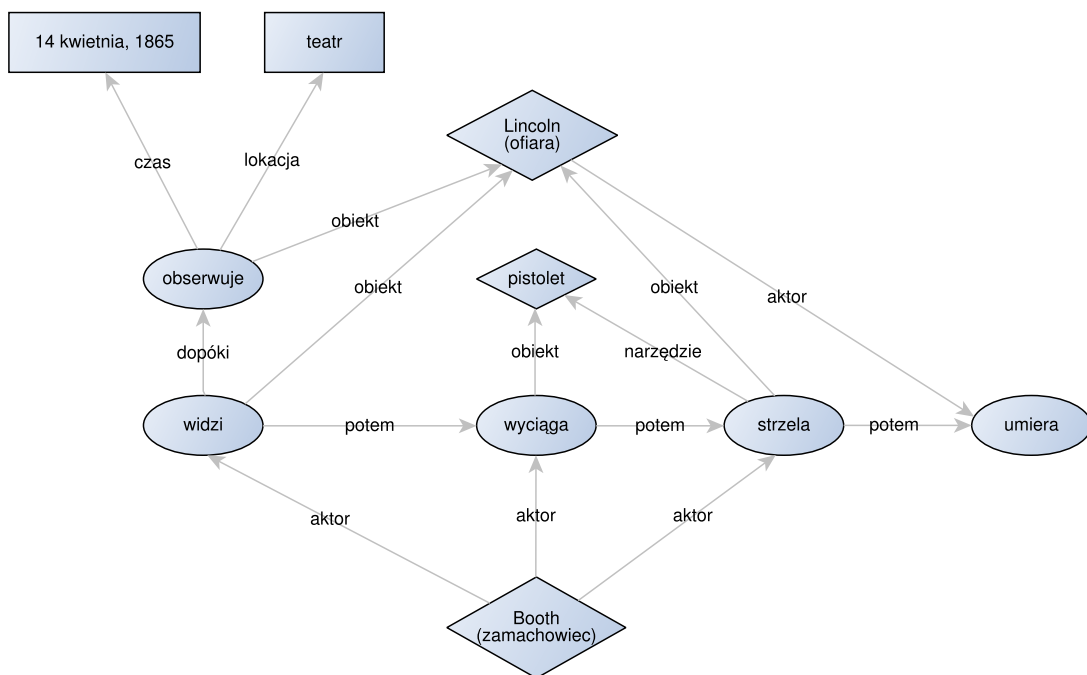 14 kwietnia, 1865
teatr
Lincoln
(ofiara)
czas
lokacja
obiekt
obserwuje
pistolet
obiekt
obiekt
aktor
dopóki
obiekt
narzędzie
widzi
potem
wyciąga
potem
strzela
potem
umiera
aktor
aktor
aktor
Booth
(zamachowiec)